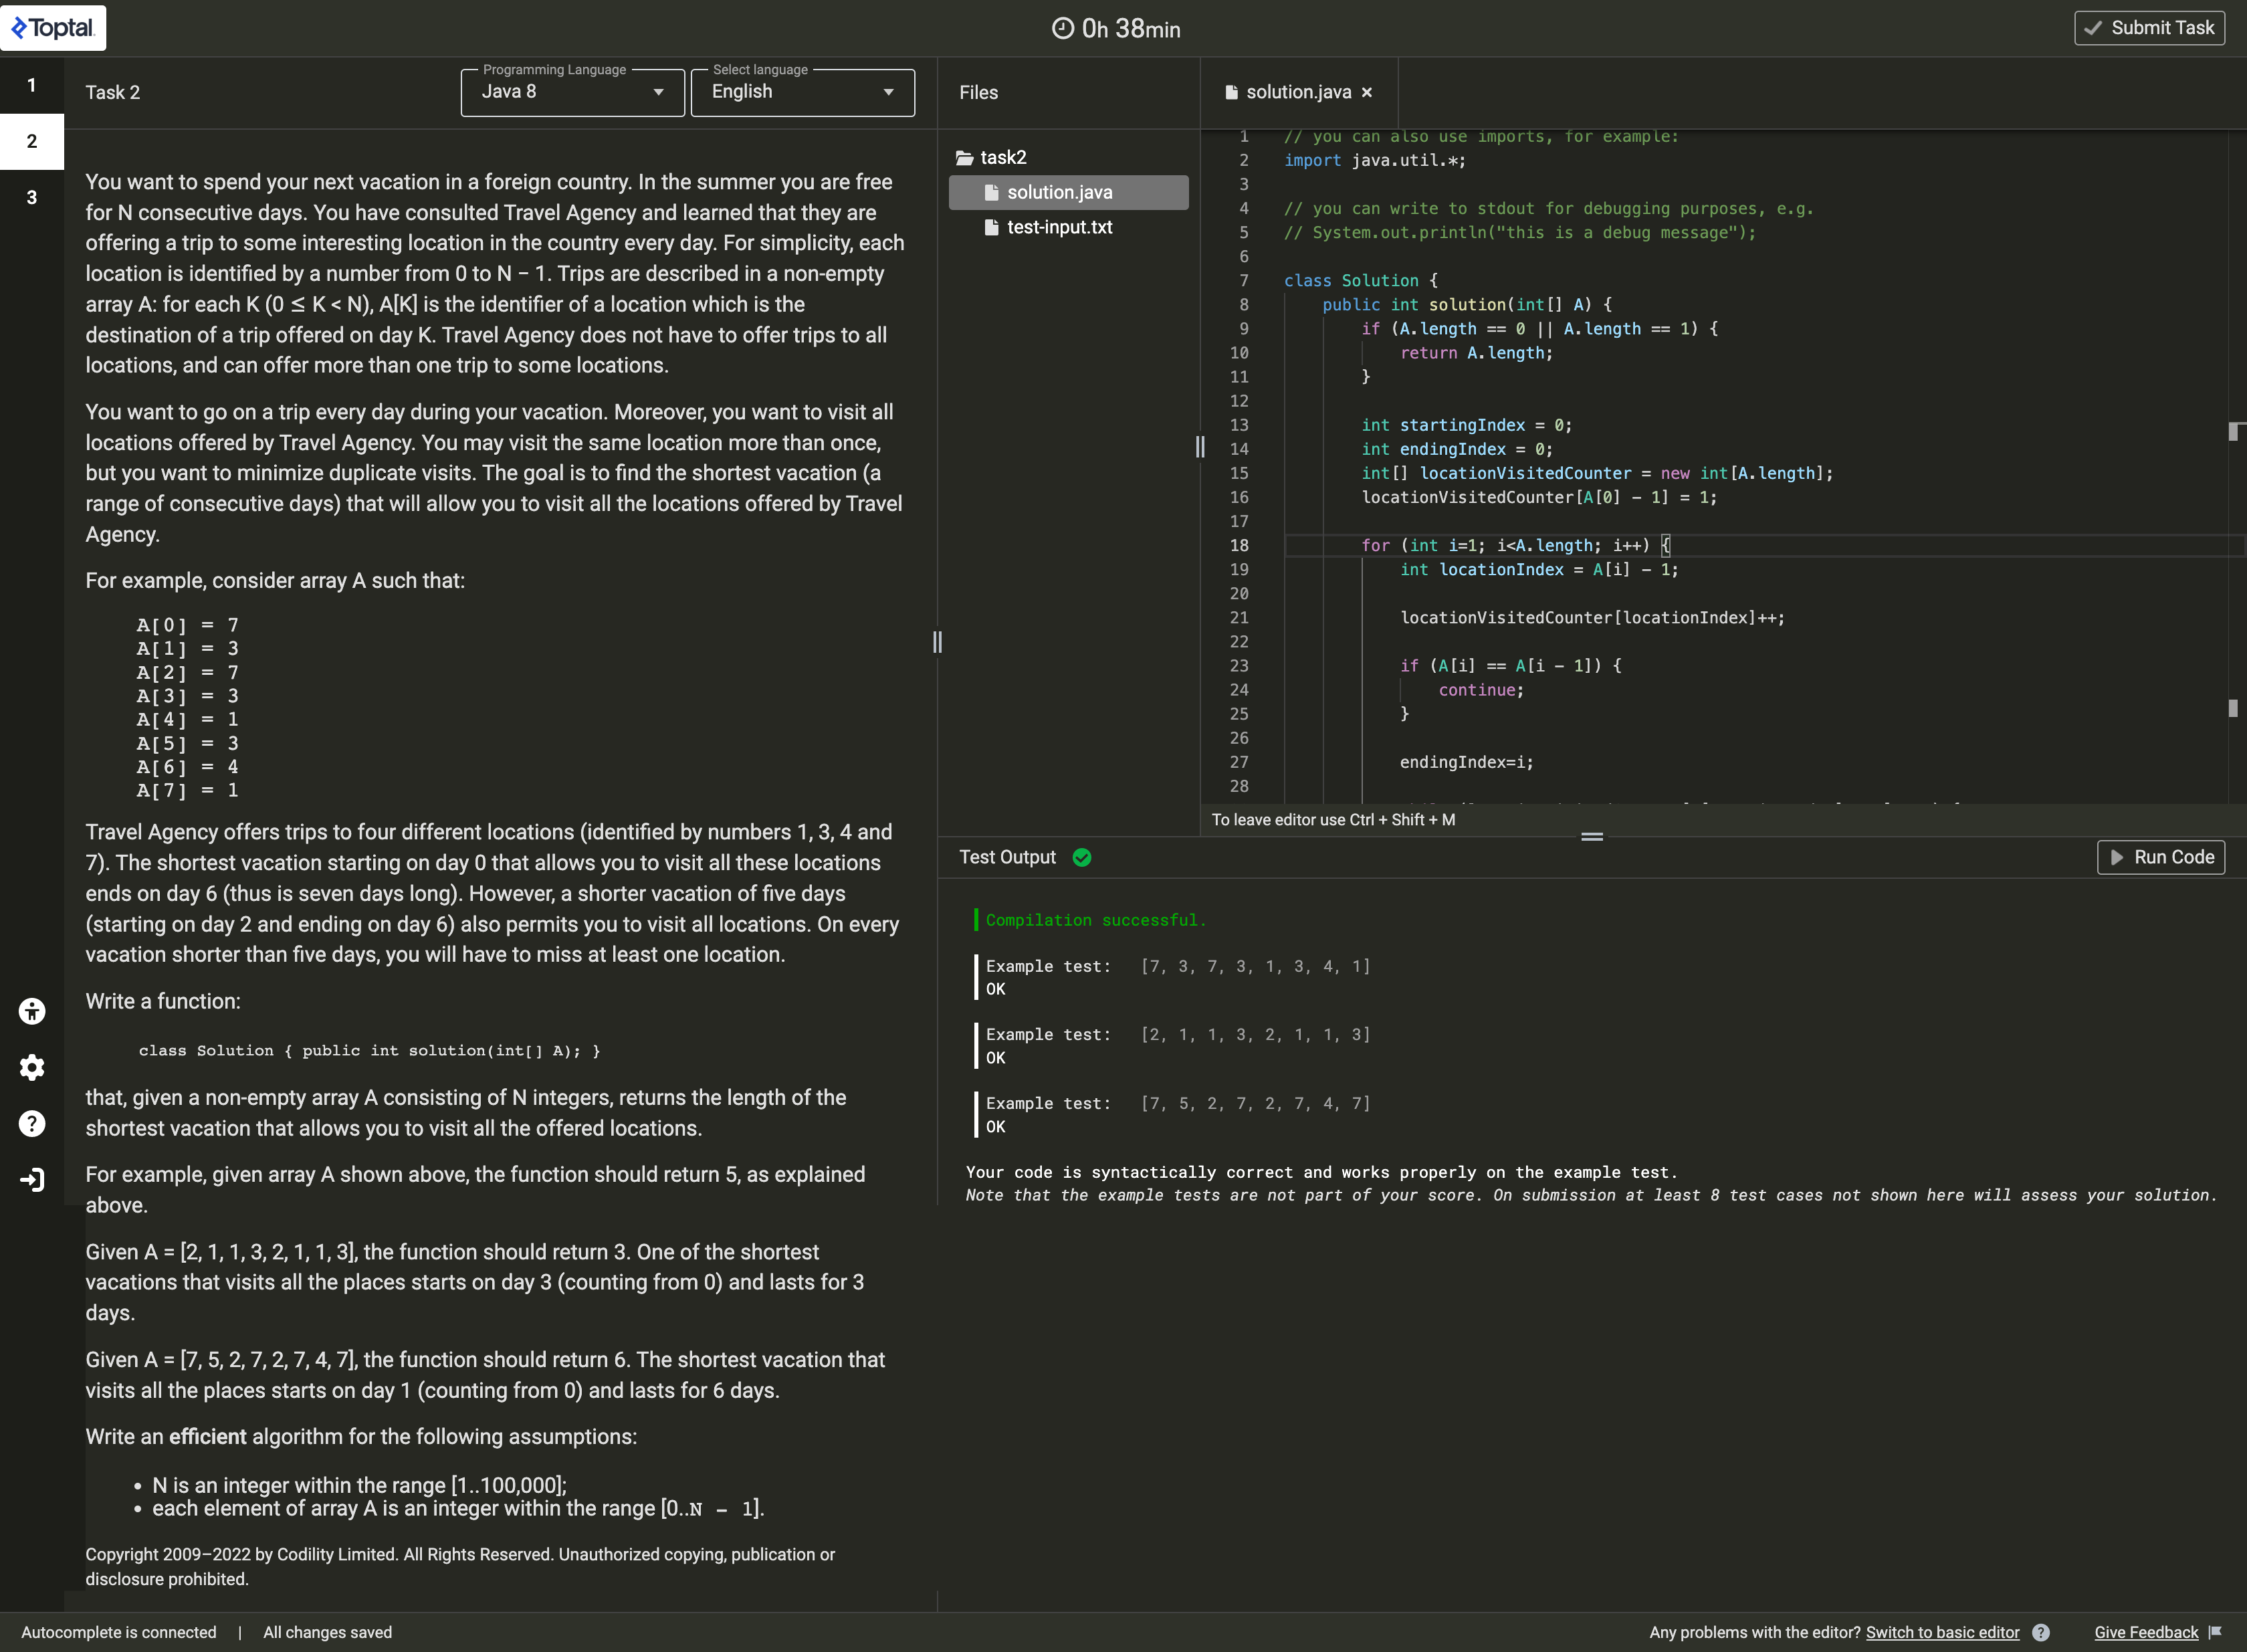 Toptal.
0h 38min
Submit Task
1
2
3
Task 2
Programming Language
Java 8
Select language
English
You want to spend your next vacation in a foreign country. In the summer you are free
for N consecutive days. You have consulted Travel Agency and learned that they are
offering a trip to some interesting location in the country every day. For simplicity, each
location is identified by a number from 0 to N − 1. Trips are described in a non-empty
array A: for each K (0 ≤ K < N), A[K] is the identifier of a location which is the
destination of a trip offered on day K. Travel Agency does not have to offer trips to all
locations, and can offer more than one trip to some locations.
You want to go on a trip every day during your vacation. Moreover, you want to visit all
locations offered by Travel Agency. You may visit the same location more than once,
but you want to minimize duplicate visits. The goal is to find the shortest vacation (a
range of consecutive days) that will allow you to visit all the locations offered by Travel
Agency.
For example, consider array A such that:
A[0] = 7
A[1] = 3
A[2] = 7
A[3] = 3
A[4] = 1
A[5] = 3
A[6] = 4
A[7] = 1
Travel Agency offers trips to four different locations (identified by numbers 1, 3, 4 and
7). The shortest vacation starting on day 0 that allows you to visit all these locations
ends on day 6 (thus is seven days long). However, a shorter vacation of five days
(starting on day 2 and ending on day 6) also permits you to visit all locations. On every
vacation shorter than five days, you will have to miss at least one location.
Write a function:
class Solution { public int solution(int[] A); }
that, given a non-empty array A consisting of N integers, returns the length of the
shortest vacation that allows you to visit all the offered locations.
For example, given array A shown above, the function should return 5, as explained
above.
Given A = [2, 1, 1, 3, 2, 1, 1, 3], the function should return 3. One of the shortest
vacations that visits all the places starts on day 3 (counting from 0) and lasts for 3
days.
Given A = [7, 5, 2, 7, 2, 7, 4, 7], the function should return 6. The shortest vacation that
visits all the places starts on day 1 (counting from 0) and lasts for 6 days.
Write an efficient algorithm for the following assumptions:
• N is an integer within the range [1..100,000];
• each element of array A is an integer within the range [0..N − 1].
Copyright 2009–2022 by Codility Limited. All Rights Reserved. Unauthorized copying, publication or
disclosure prohibited.
Files
task2
solution.java
test-input.txt
solution.java ×
1 // you can also use imports, for example:
2 import java.util.*;
3
4 // you can write to stdout for debugging purposes, e.g.
5 // System.out.println("this is a debug message");
6
7 class Solution {
8 public int solution(int[] A) {
9 if (A.length == 0 || A.length == 1) {
10 return A.length;
11 }
12
13 int startingIndex = 0;
14 int endingIndex = 0;
15 int[] locationVisitedCounter = new int[A.length];
16 locationVisitedCounter[A[0] - 1] = 1;
17
18 for (int i=1; i<A.length; i++) {
19 int locationIndex = A[i] - 1;
20
21 locationVisitedCounter[locationIndex]++;
22
23 if (A[i] == A[i - 1]) {
24 continue;
25 }
26
27 endingIndex=i;
28
To leave editor use Ctrl + Shift + M
Test Output
Run Code
Compilation successful.
Example test: [7, 3, 7, 3, 1, 3, 4, 1]
OK
Example test: [2, 1, 1, 3, 2, 1, 1, 3]
OK
Example test: [7, 5, 2, 7, 2, 7, 4, 7]
OK
Your code is syntactically correct and works properly on the example test.
Note that the example tests are not part of your score. On submission at least 8 test cases not shown here will assess your solution.
Autocomplete is connected | All changes saved
Any problems with the editor? Switch to basic editor ?
Give Feedback